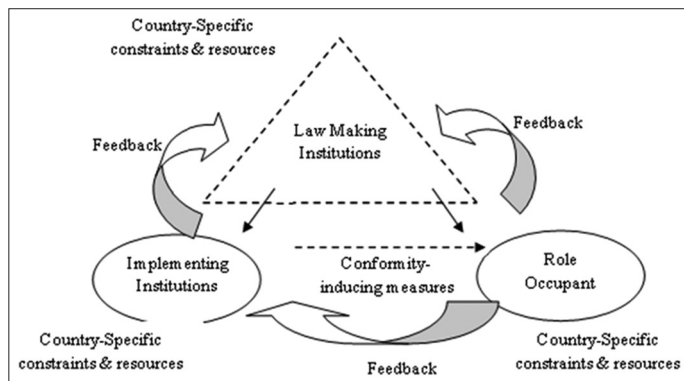 Country-Specific
constraints & resources
Feedback
Feedback
Law Making
Institutions
Implementing
Institutions
Conformity-
inducing measures
Role
Occupant
Country-Specific
constraints & resources
Feedback
Country-Specific
constraints & resources